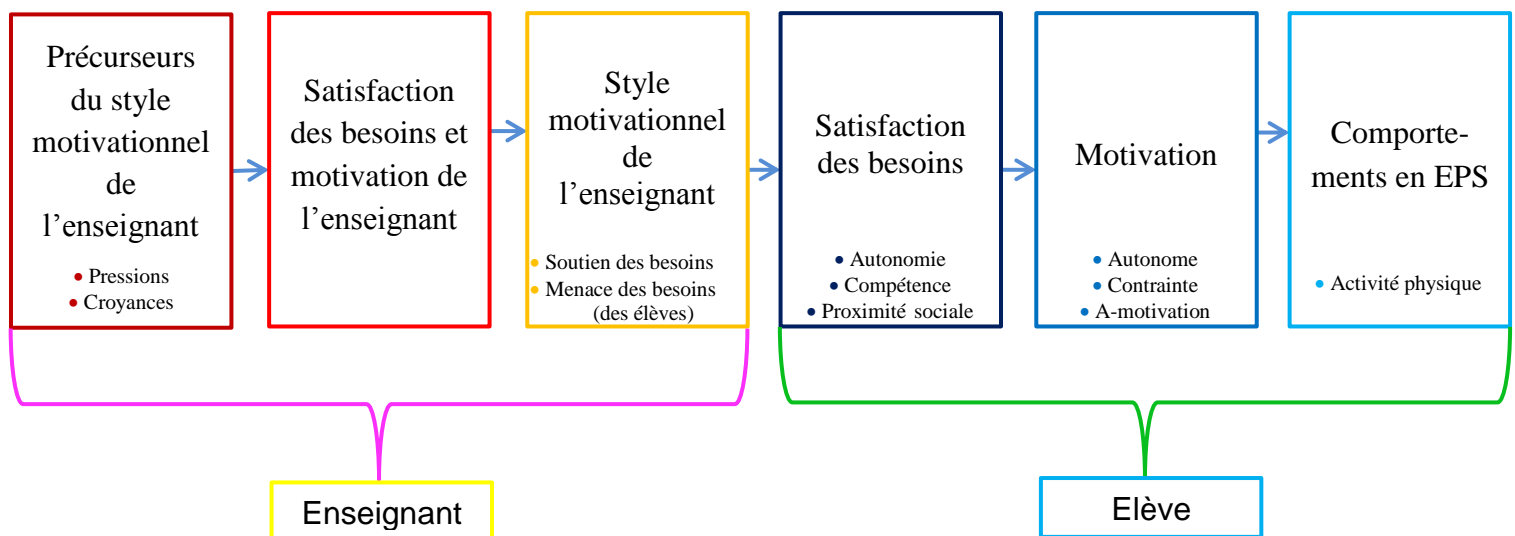 Précurseurs
du style
motivationnel
de
l’enseignant
● Pressions
● Croyances
Satisfaction
des besoins et
motivation de
l’enseignant
Style
motivationnel
de
l’enseignant
● Soutien des besoins
● Menace des besoins
(des élèves)
Satisfaction
des besoins
● Autonomie
● Compétence
● Proximité sociale
Motivation
● Autonome
● Contrainte
● A-motivation
Comporte-
ments en EPS
● Activité physique
Enseignant
Elève